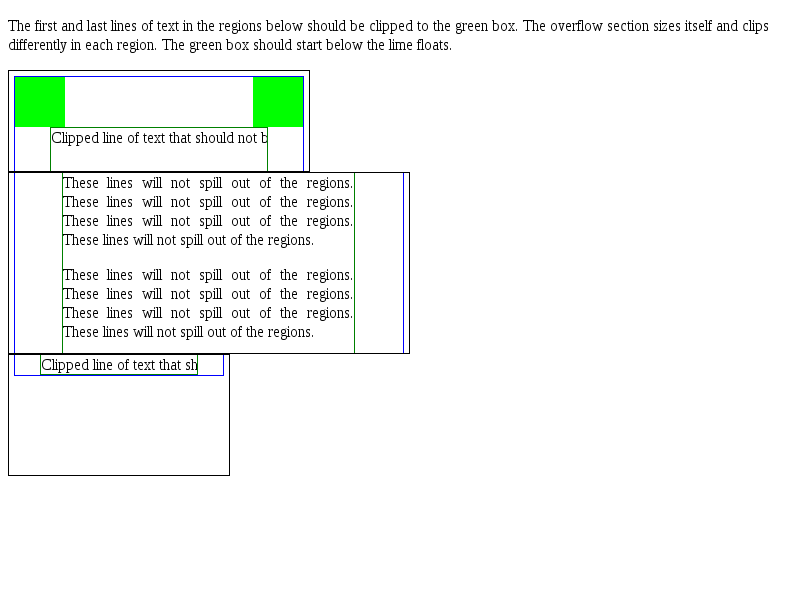 The first and last lines of text in the regions below should be clipped to the green box. The overflow section sizes itself and clips
differently in each region. The green box should start below the lime floats.
Clipped line of text that should not b
These lines will not spill out of the regions.
These lines will not spill out of the regions.
These lines will not spill out of the regions.
These lines will not spill out of the regions.
These lines will not spill out of the regions.
These lines will not spill out of the regions.
These lines will not spill out of the regions.
These lines will not spill out of the regions.
Clipped line of text that sh